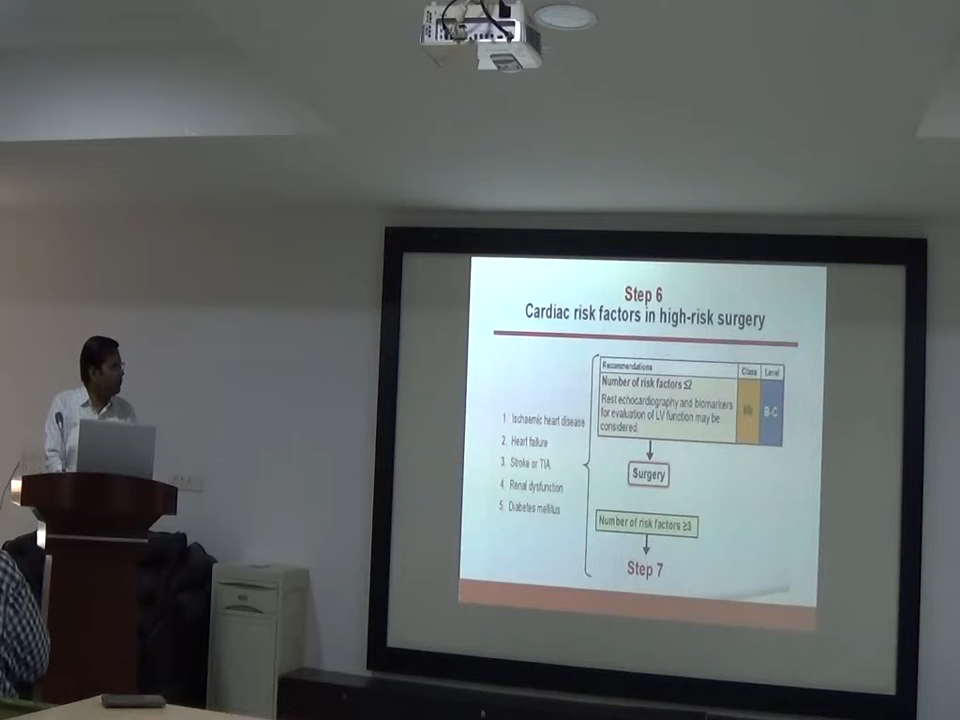 Step 6
Cardiac risk factors in high-risk surgery
Recommendations Class Level
Number of risk factors ≤2
Rest echocardiography and biomarkers
for evaluation of LV function may be
considered.
IIb B-C
1 Ischaemic heart disease
2. Heart failure
3. Stroke or TIA
4. Renal dysfunction
5. Diabetes mellitus
Surgery
Number of risk factors ≥3
Step 7